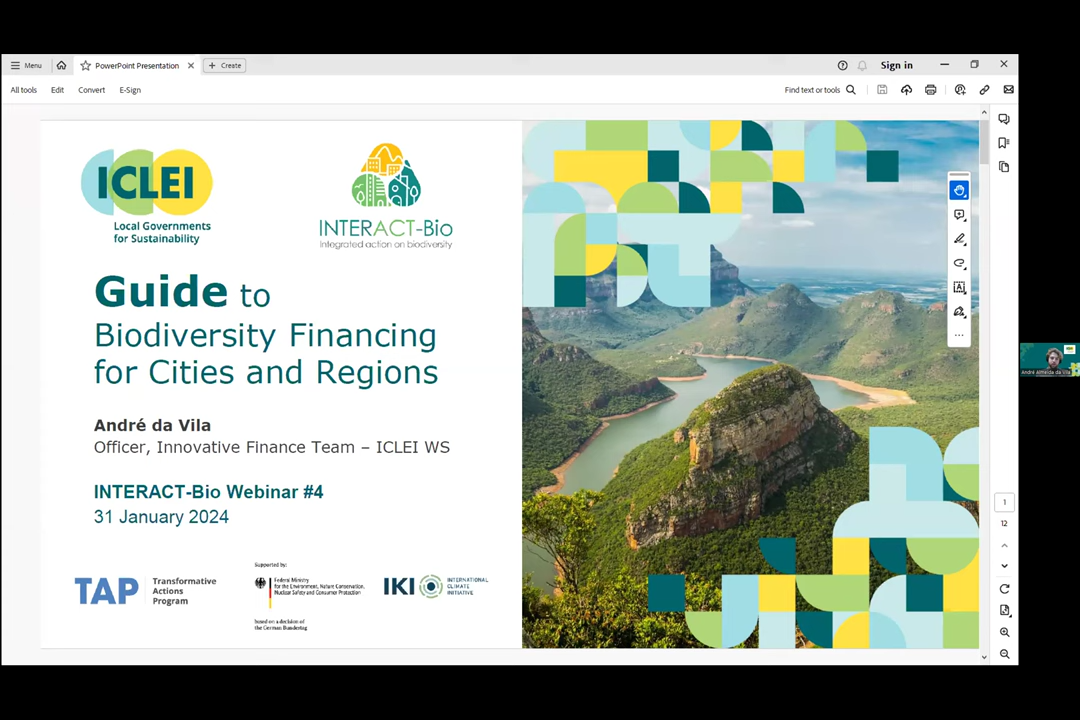 Menu
PowerPoint Presentation
Create
Sign in
All tools
Edit
Convert
E-Sign
Find text or tools
ICLEI
Local Governments
for Sustainability
INTERACT-Bio
Integrated action on biodiversity
Guide to
Biodiversity Financing
for Cities and Regions
André da Vila
Officer, Innovative Finance Team – ICLEI WS
INTERACT-Bio Webinar #4
31 January 2024
TAP
Transformative
Actions
Program
Supported by:
Federal Ministry
for the Environment, Nature Conservation,
Nuclear Safety and Consumer Protection
based on a decision of
the German Bundestag
IKI
INTERNATIONAL
CLIMATE
INITIATIVE
1
12
André Almeida da Vila